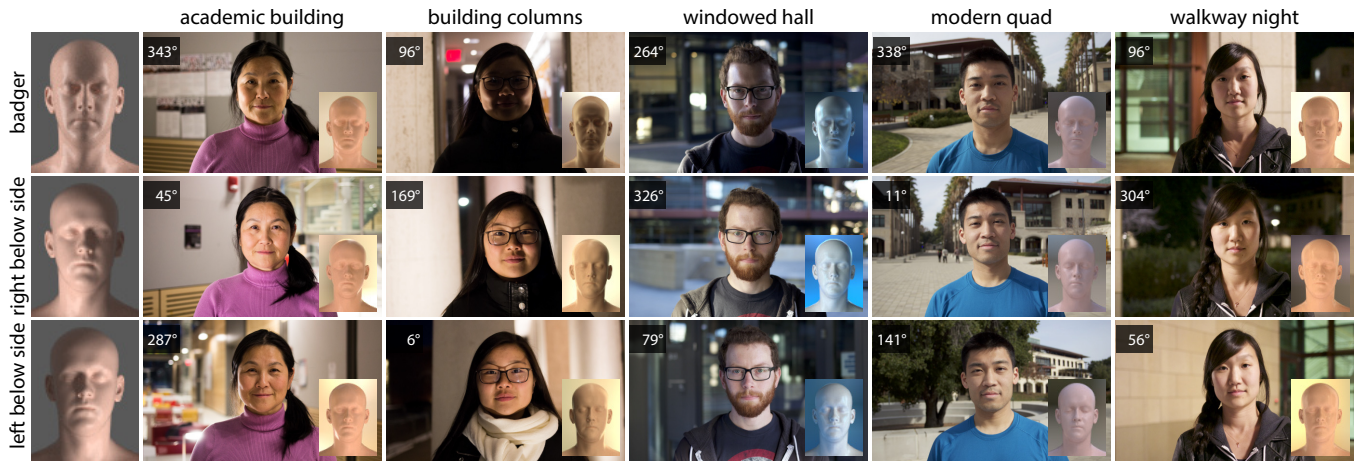 academic building building columns windowed hall modern quad walkway night
badger
343° 96° 264° 338° 96°
right below side
45° 169° 326° 11° 304°
left below side
287° 6° 79° 141° 56°